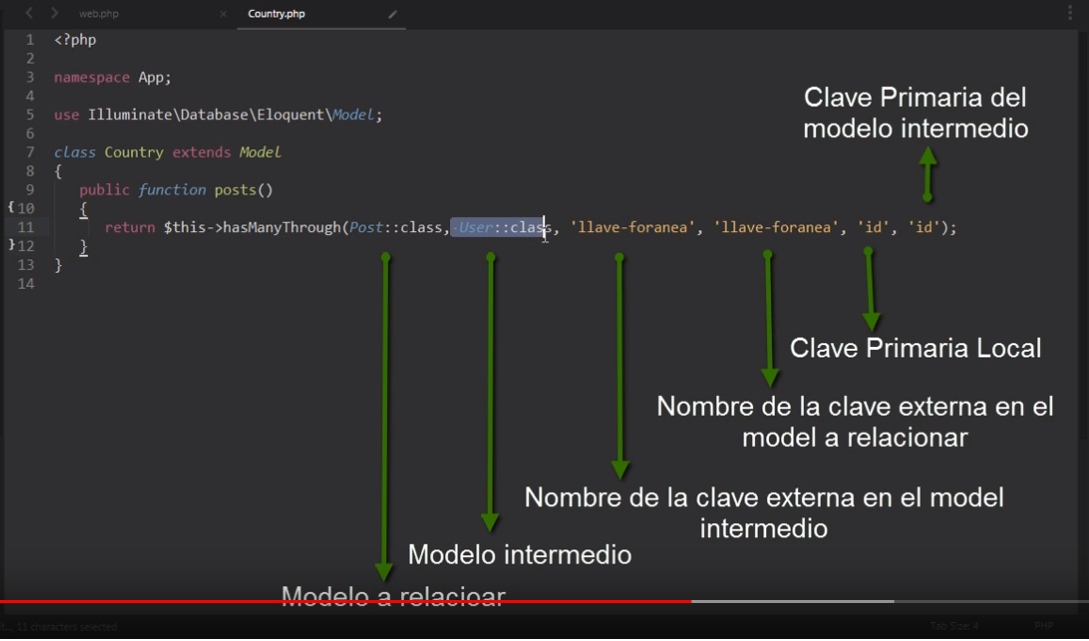 web.php × Country.php
1 <?php
2
3 namespace App;
4
5 use Illuminate\Database\Eloquent\Model;
6
7 class Country extends Model
8 {
9 public function posts()
{10 {
11 return $this->hasManyThrough(Post::class, User::class, 'llave-foranea', 'llave-foranea', 'id', 'id');
}12 }
13 }
14
Clave Primaria del
modelo intermedio
Clave Primaria Local
Nombre de la clave externa en el
model a relacionar
Nombre de la clave externa en el model
intermedio
Modelo intermedio
Modelo a relacioar
11 characters selected
Tab Size: 4 PHP